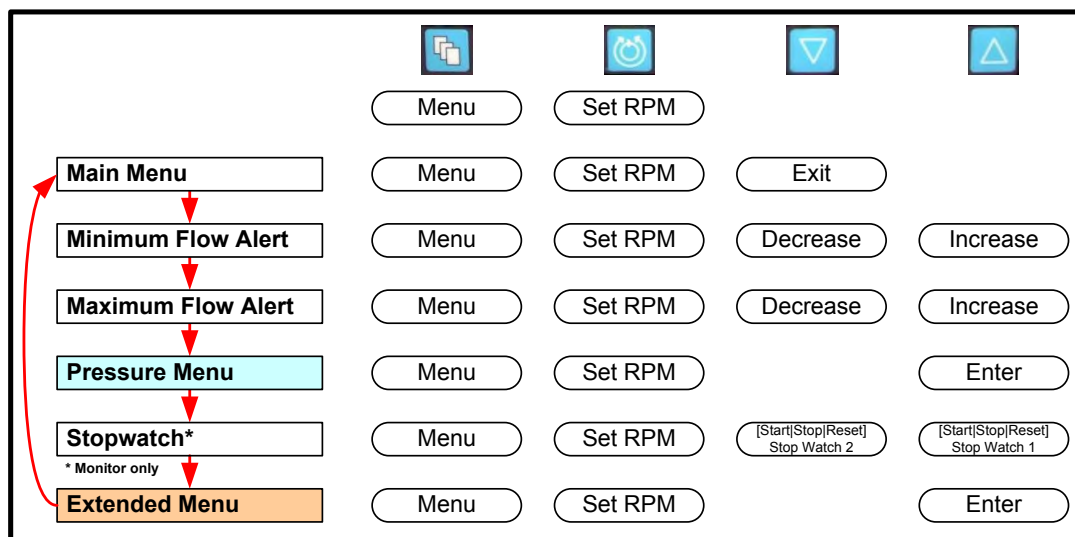 Menu Set RPM
Main Menu Menu Set RPM Exit
Minimum Flow Alert Menu Set RPM Decrease Increase
Maximum Flow Alert Menu Set RPM Decrease Increase
Pressure Menu Menu Set RPM Enter
Stopwatch* Menu Set RPM [Start|Stop|Reset] Stop Watch 2 [Start|Stop|Reset] Stop Watch 1
* Monitor only
Extended Menu Menu Set RPM Enter